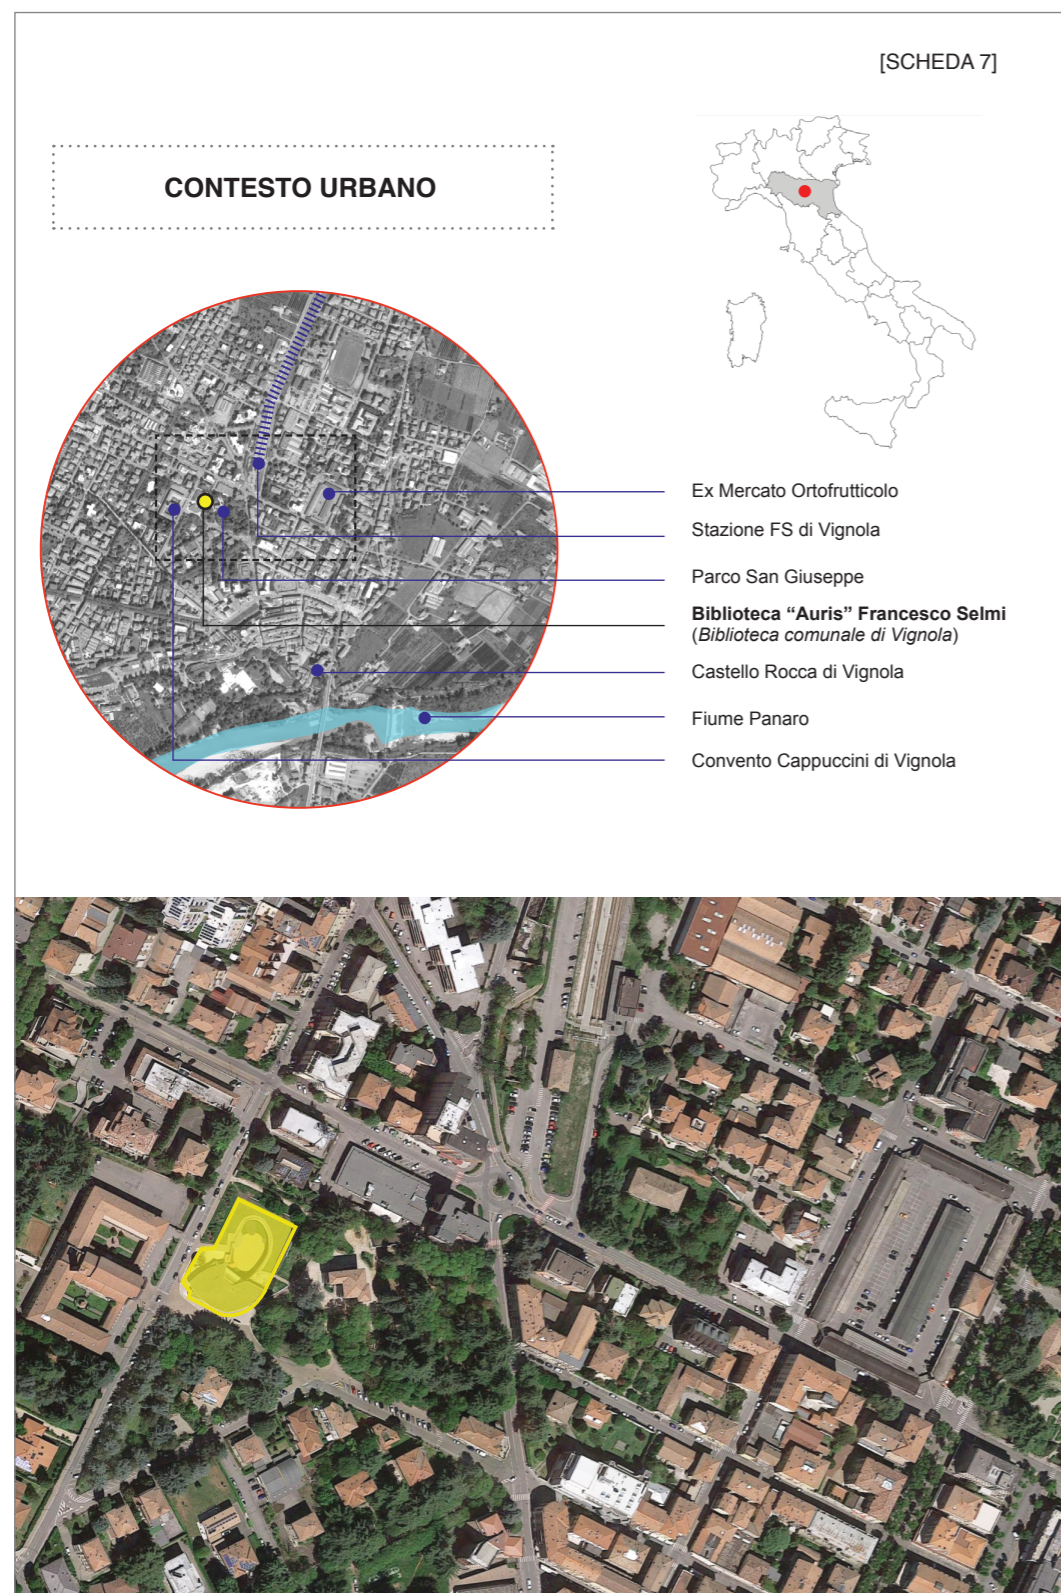 [SCHEDA 7]
CONTESTO URBANO
Ex Mercato Ortofrutticolo
Stazione FS di Vignola
Parco San Giuseppe
Biblioteca “Auris” Francesco Selmi
(Biblioteca comunale di Vignola)
Castello Rocca di Vignola
Fiume Panaro
Convento Cappuccini di Vignola